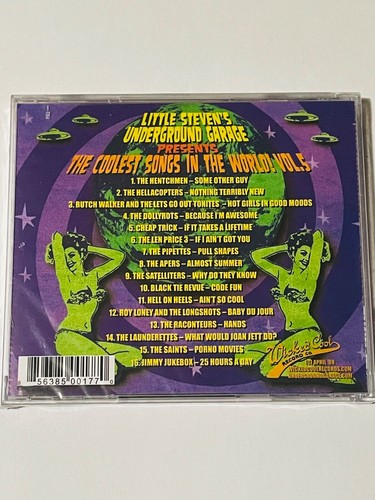 LITTLE STEVEN'S
UNDERGROUND GARAGE
PRESENTS
THE COOLEST SONGS IN THE WORLD! VOL.5
1. THE HENTCHMEN – SOME OTHER GUY
2. THE HELLACOPTERS – NOTHING TERRIBLY NEW
3. BUTCH WALKER AND THE LETS GO OUT TONITES – HOT GIRLS IN GOOD MOODS
4. THE DOLLYROTS – BECAUSE I'M AWESOME
5. CHEAP TRICK – IF IT TAKES A LIFETIME
6. THE LEN PRICE 3 – IF I AIN'T GOT YOU
7. THE PIPETTES – PULL SHAPES
8. THE APERS – ALMOST SUMMER
9. THE SATELLITERS – WHY DO THEY KNOW
10. BLACK TIE REVUE – CODE FUN
11. HELL ON HEELS – AIN'T SO COOL
12. ROY LONEY AND THE LONGSHOTS – BABY DU JOUR
13. THE RACONTEURS – HANDS
14. THE LAUNDERETTES – WHAT WOULD JOAN JETT DO?
15. THE SAINTS – PORNO MOVIES
16. JIMMY JUKEBOX – 25 HOURS A DAY
56385 00177 0
Wicked Cool
RECORD CO.
WICKEDCOOLRECORDS.COM